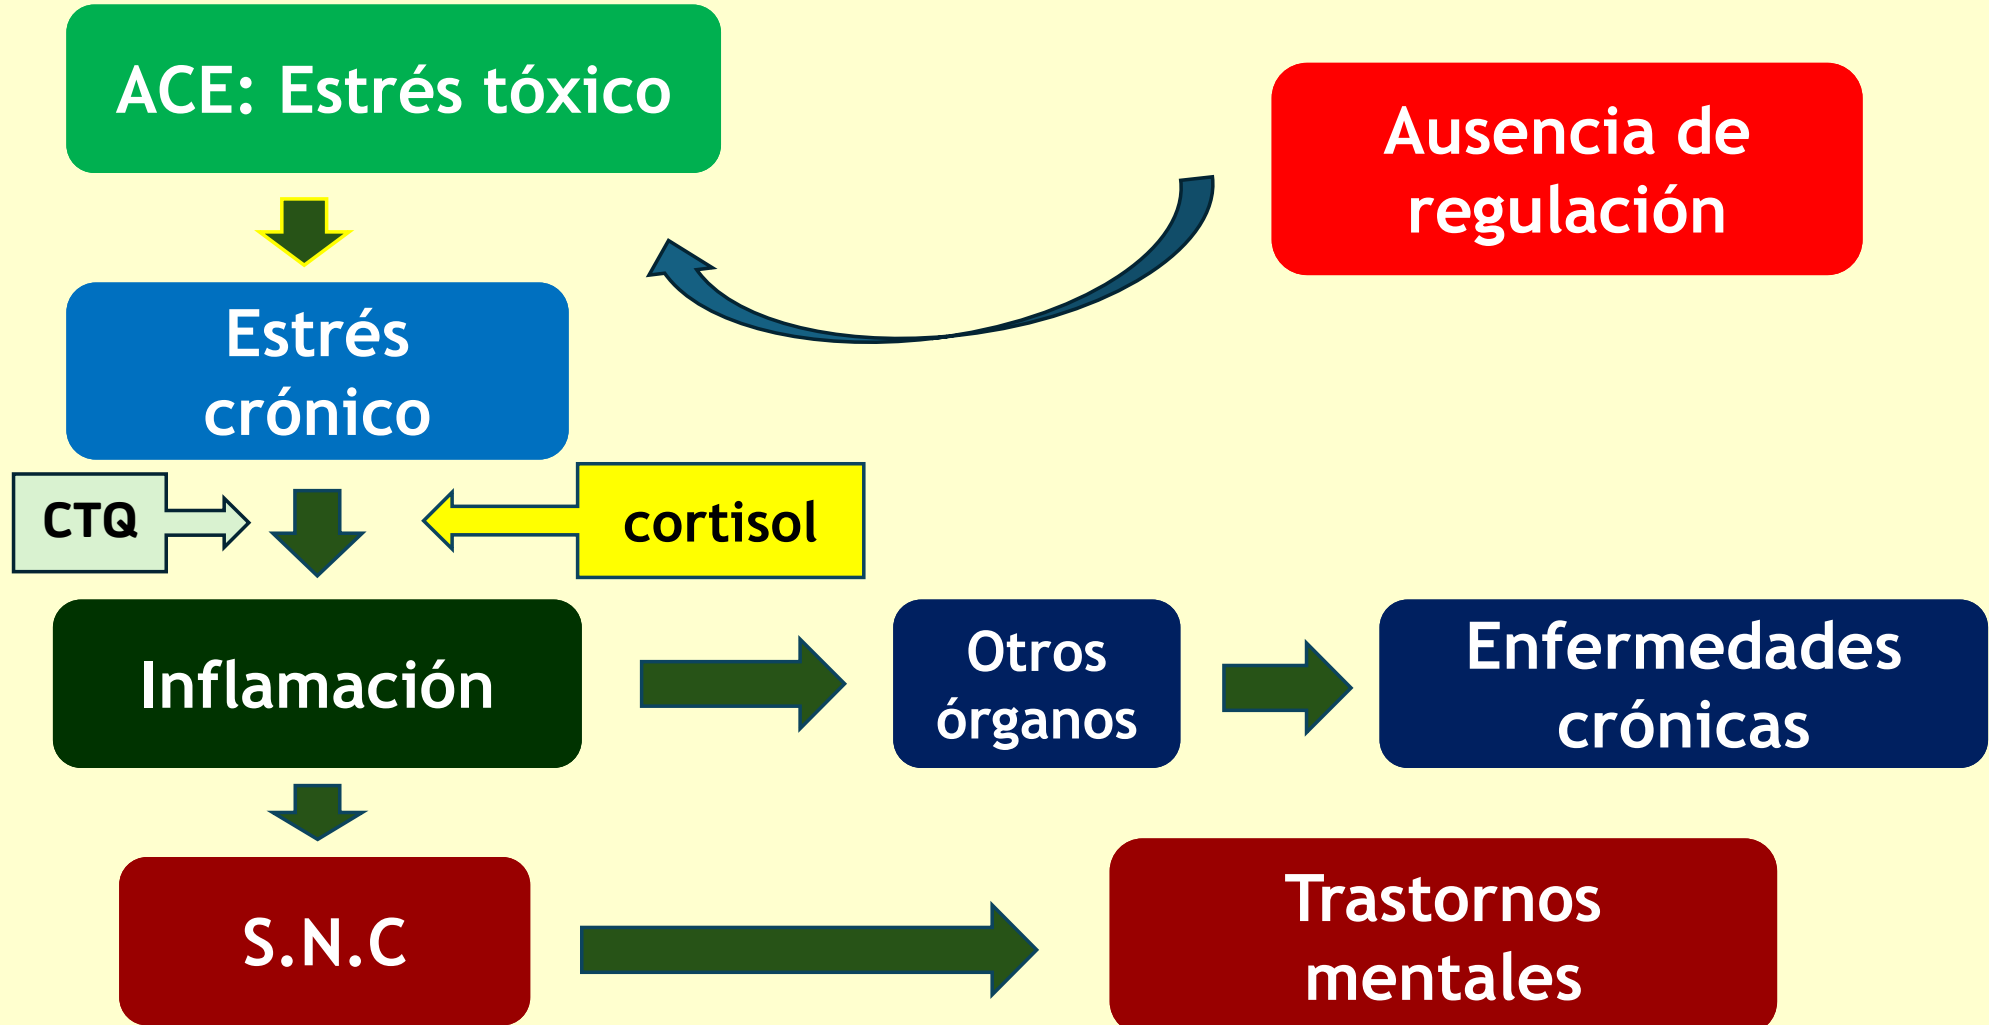 ACE: Estrés tóxico
Ausencia de
regulación
Estrés
crónico
CTQ
cortisol
Inflamación
Otros
órganos
Enfermedades
crónicas
S.N.C
Trastornos
mentales